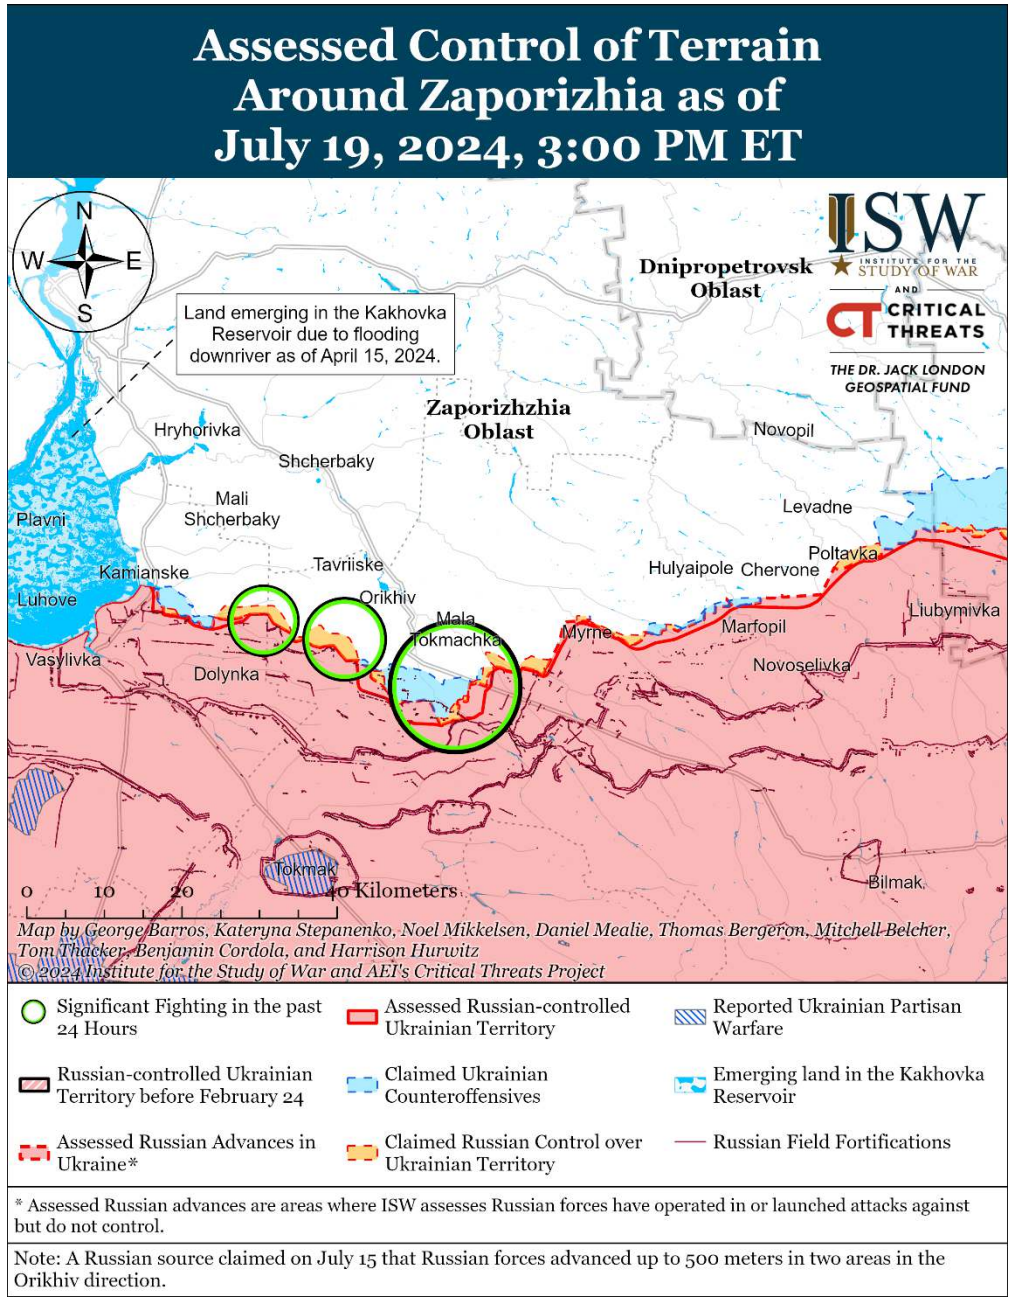 Assessed Control of Terrain
Around Zaporizhia as of
July 19, 2024, 3:00 PM ET
N
W
E
S
ISW
INSTITUTE FOR THE
STUDY OF WAR
AND
CT CRITICAL
THREATS
THE DR. JACK LONDON
GEOSPATIAL FUND
Dnipropetrovsk
Oblast
Land emerging in the Kakhovka
Reservoir due to flooding
downriver as of April 15, 2024.
Zaporizhzhia
Oblast
Hryhorivka
Novopil
Shcherbaky
Mali
Shcherbaky
Levadne
Plavni
Poltavka
Tavriiske
Hulyaipole
Chervone
Kamianske
Orikhiv
Luhove
Liubymivka
Mala
Tokmachka
Myrne
Marfopil
Vasylivka
Dolynka
Novoselivka
Tokmak
Bilmak
0 10 20 40 Kilometers
Map by George Barros, Kateryna Stepanenko, Noel Mikkelsen, Daniel Mealie, Thomas Bergeron, Mitchell Belcher,
Tom Thacker, Benjamin Cordola, and Harrison Hurwitz
© 2024 Institute for the Study of War and AEI's Critical Threats Project
Significant Fighting in the past
24 Hours
Russian-controlled Ukrainian
Territory before February 24
Assessed Russian Advances in
Ukraine*
Assessed Russian-controlled
Ukrainian Territory
Claimed Ukrainian
Counteroffensives
Claimed Russian Control over
Ukrainian Territory
Reported Ukrainian Partisan
Warfare
Emerging land in the Kakhovka
Reservoir
Russian Field Fortifications
* Assessed Russian advances are areas where ISW assesses Russian forces have operated in or launched attacks against
but do not control.
Note: A Russian source claimed on July 15 that Russian forces advanced up to 500 meters in two areas in the
Orikhiv direction.